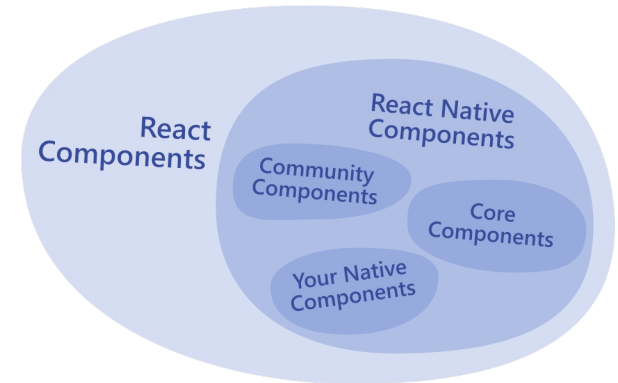 React
Components
React Native
Components
Community
Components
Core
Components
Your Native
Components